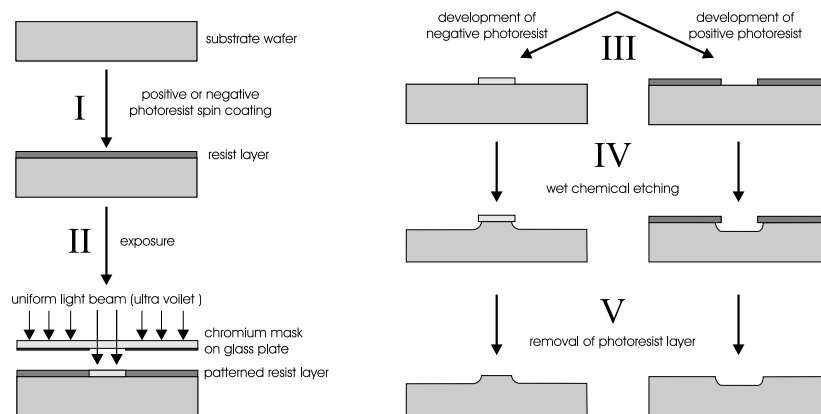 substrate wafer
I
positive or negative
photoresist spin coating
resist layer
II
exposure
uniform light beam (ultra voilet )
chromium mask
on glass plate
patterned resist layer
development of
negative photoresist
III
development of
positive photoresist
IV
wet chemical etching
V
removal of photoresist layer